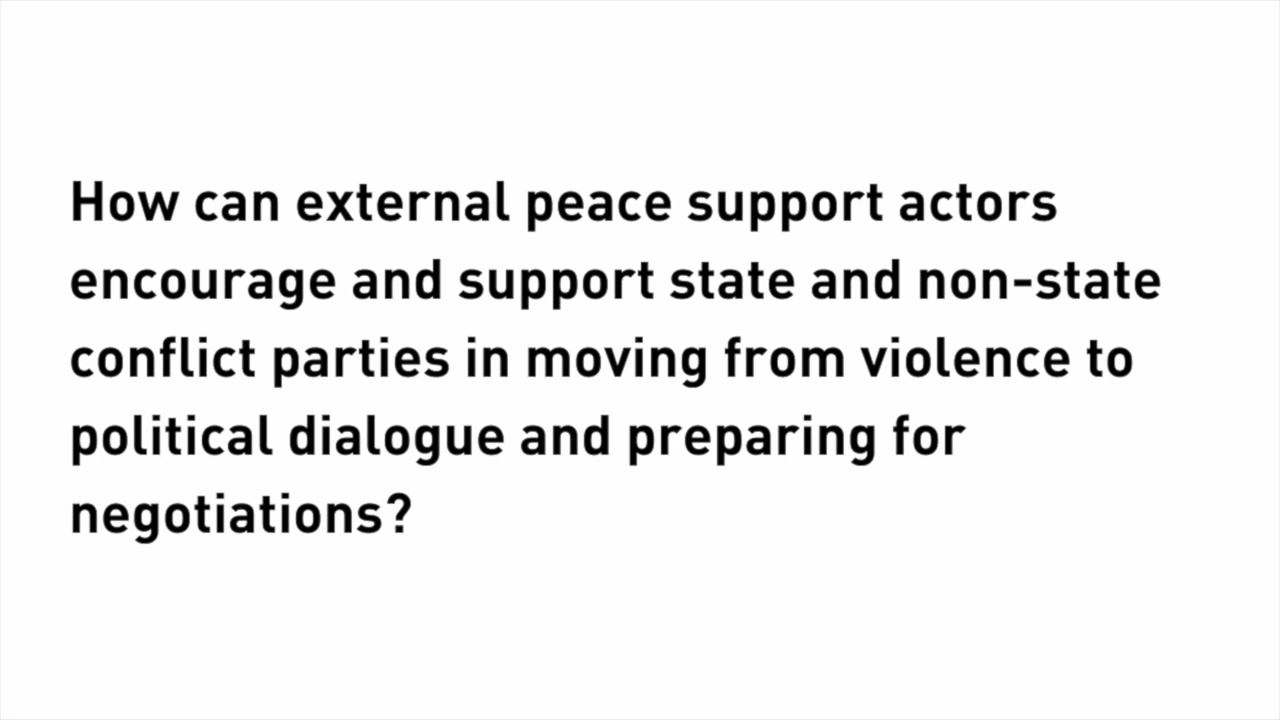 How can external peace support actors
encourage and support state and non-state
conflict parties in moving from violence to
political dialogue and preparing for
negotiations?